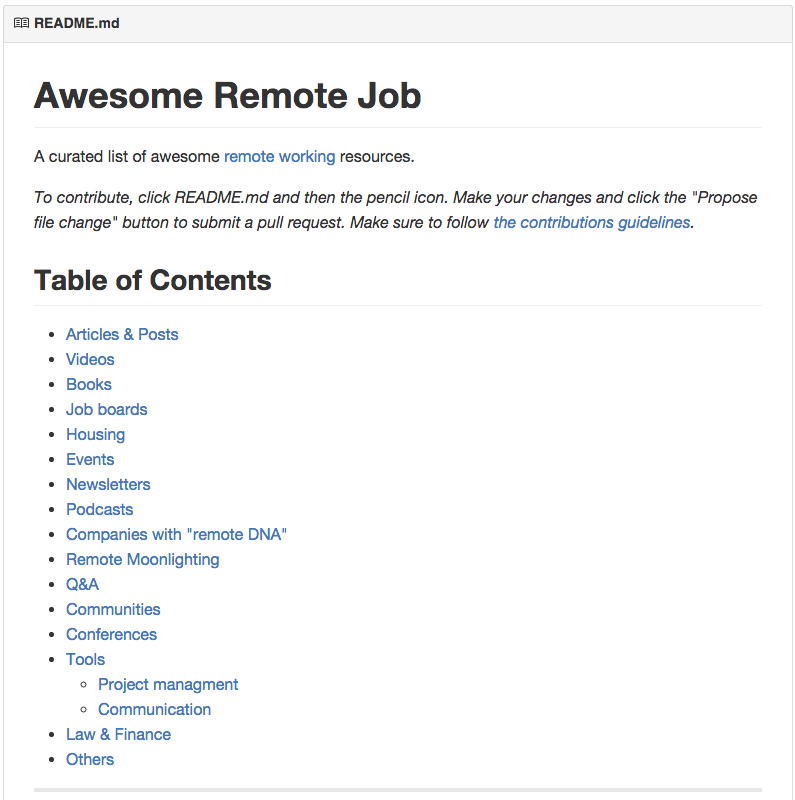 README.md
Awesome Remote Job
A curated list of awesome remote working resources.
To contribute, click README.md and then the pencil icon. Make your changes and click the "Propose
file change" button to submit a pull request. Make sure to follow the contributions guidelines.
Table of Contents
Articles & Posts
Videos
Books
Job boards
Housing
Events
Newsletters
Podcasts
Companies with "remote DNA"
Remote Moonlighting
Q&A
Communities
Conferences
Tools
Project managment
Communication
Law & Finance
Others